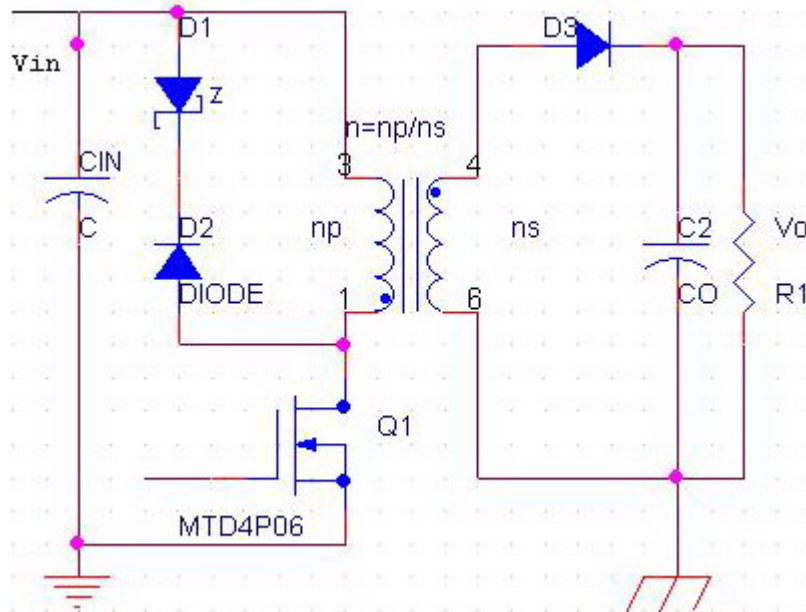 D1
D3
Vin
Z
n=np/ns
CIN
3
4
C
D2
np
ns
C2
Vo
DIODE
1
6
CO
R1
Q1
MTD4P06